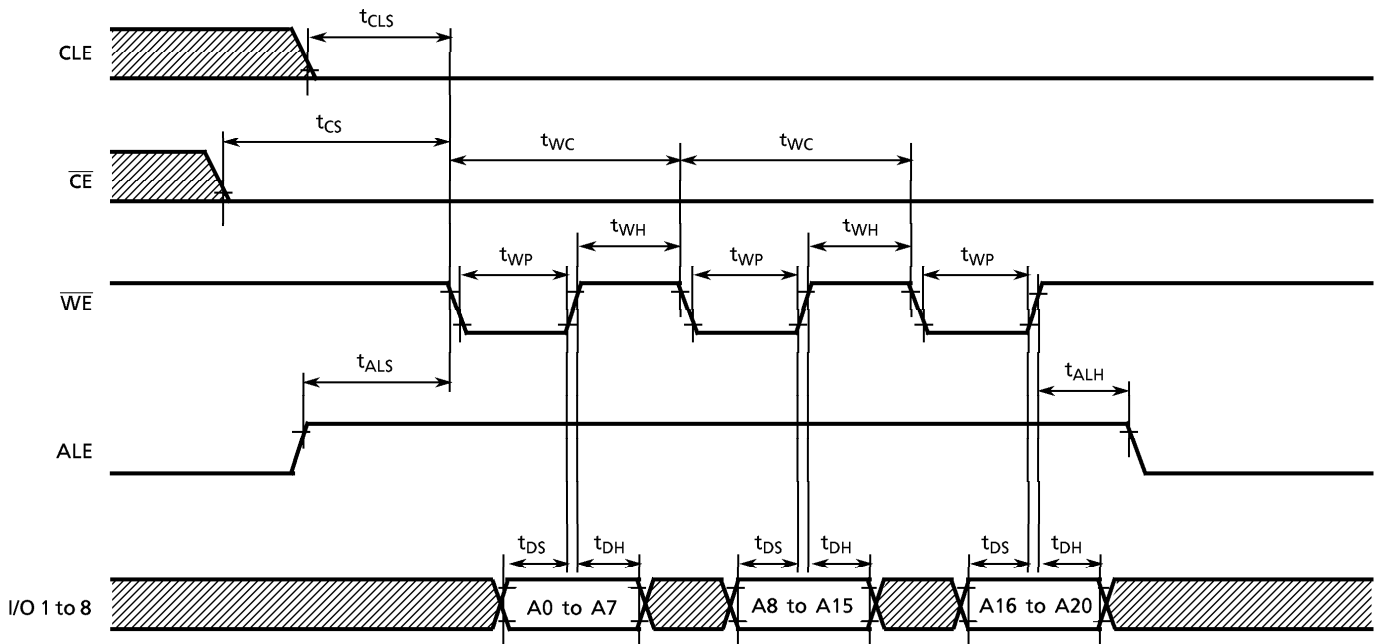 CLE
tCLS
tCS
tWC
tWC
CE
tWH
tWH
tWP
tWP
tWP
WE
tALS
tALH
ALE
tDS
tDH
tDS
tDH
tDS
tDH
I/O 1 to 8
A0 to A7
A8 to A15
A16 to A20